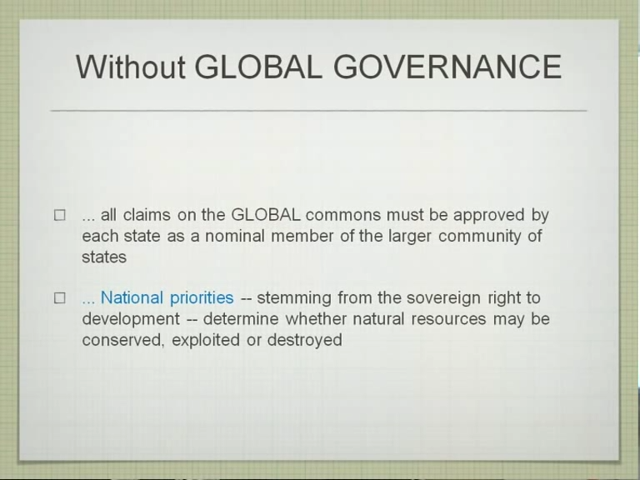 Without GLOBAL GOVERNANCE
... all claims on the GLOBAL commons must be approved by
each state as a nominal member of the larger community of
states
... National priorities -- stemming from the sovereign right to
development -- determine whether natural resources may be
conserved, exploited or destroyed